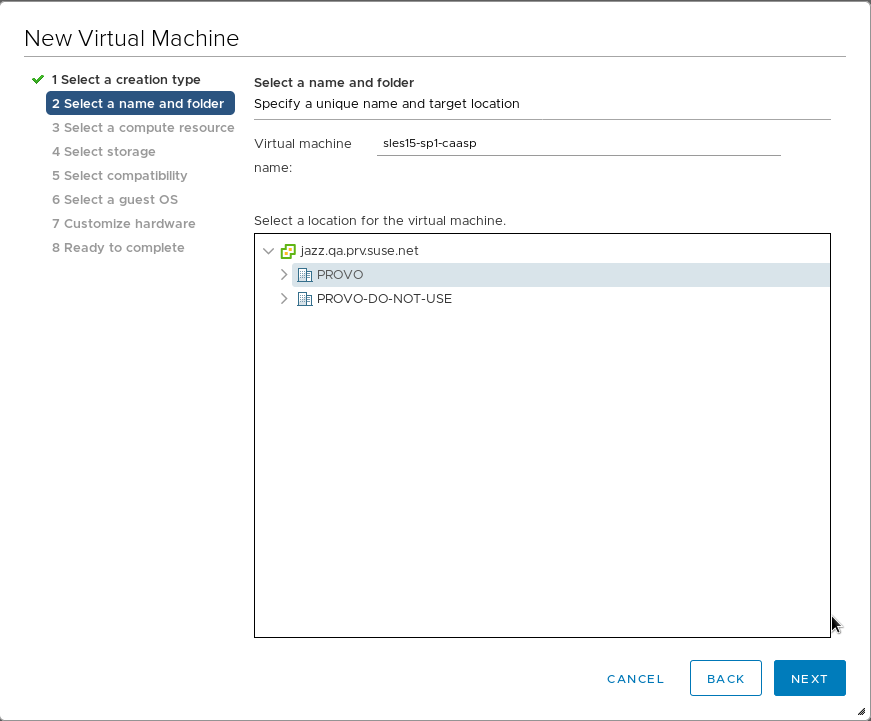 New Virtual Machine
1 Select a creation type
2 Select a name and folder
3 Select a compute resource
4 Select storage
5 Select compatibility
6 Select a guest OS
7 Customize hardware
8 Ready to complete
Select a name and folder
Specify a unique name and target location
Virtual machine name: sles15-sp1-caasp
Select a location for the virtual machine.
jazz.qa.prv.suse.net
PROVO
PROVO-DO-NOT-USE
CANCEL BACK NEXT